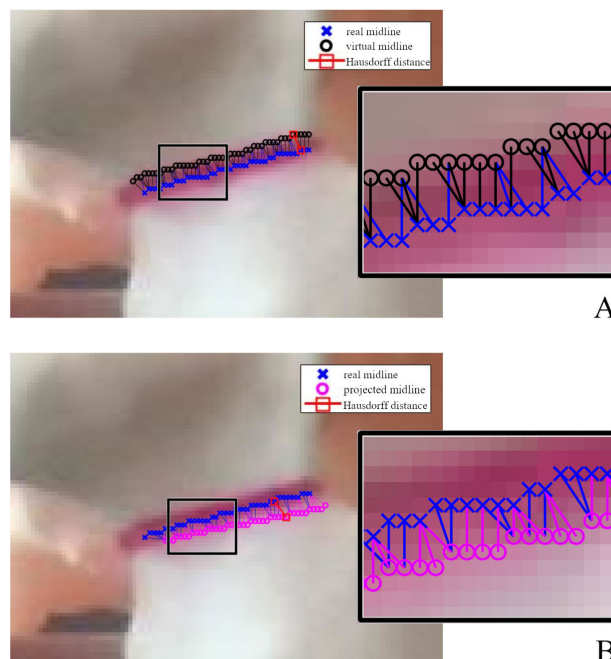 real midline
virtual midline
Hausdorff distance
A
real midline
projected midline
Hausdorff distance
B